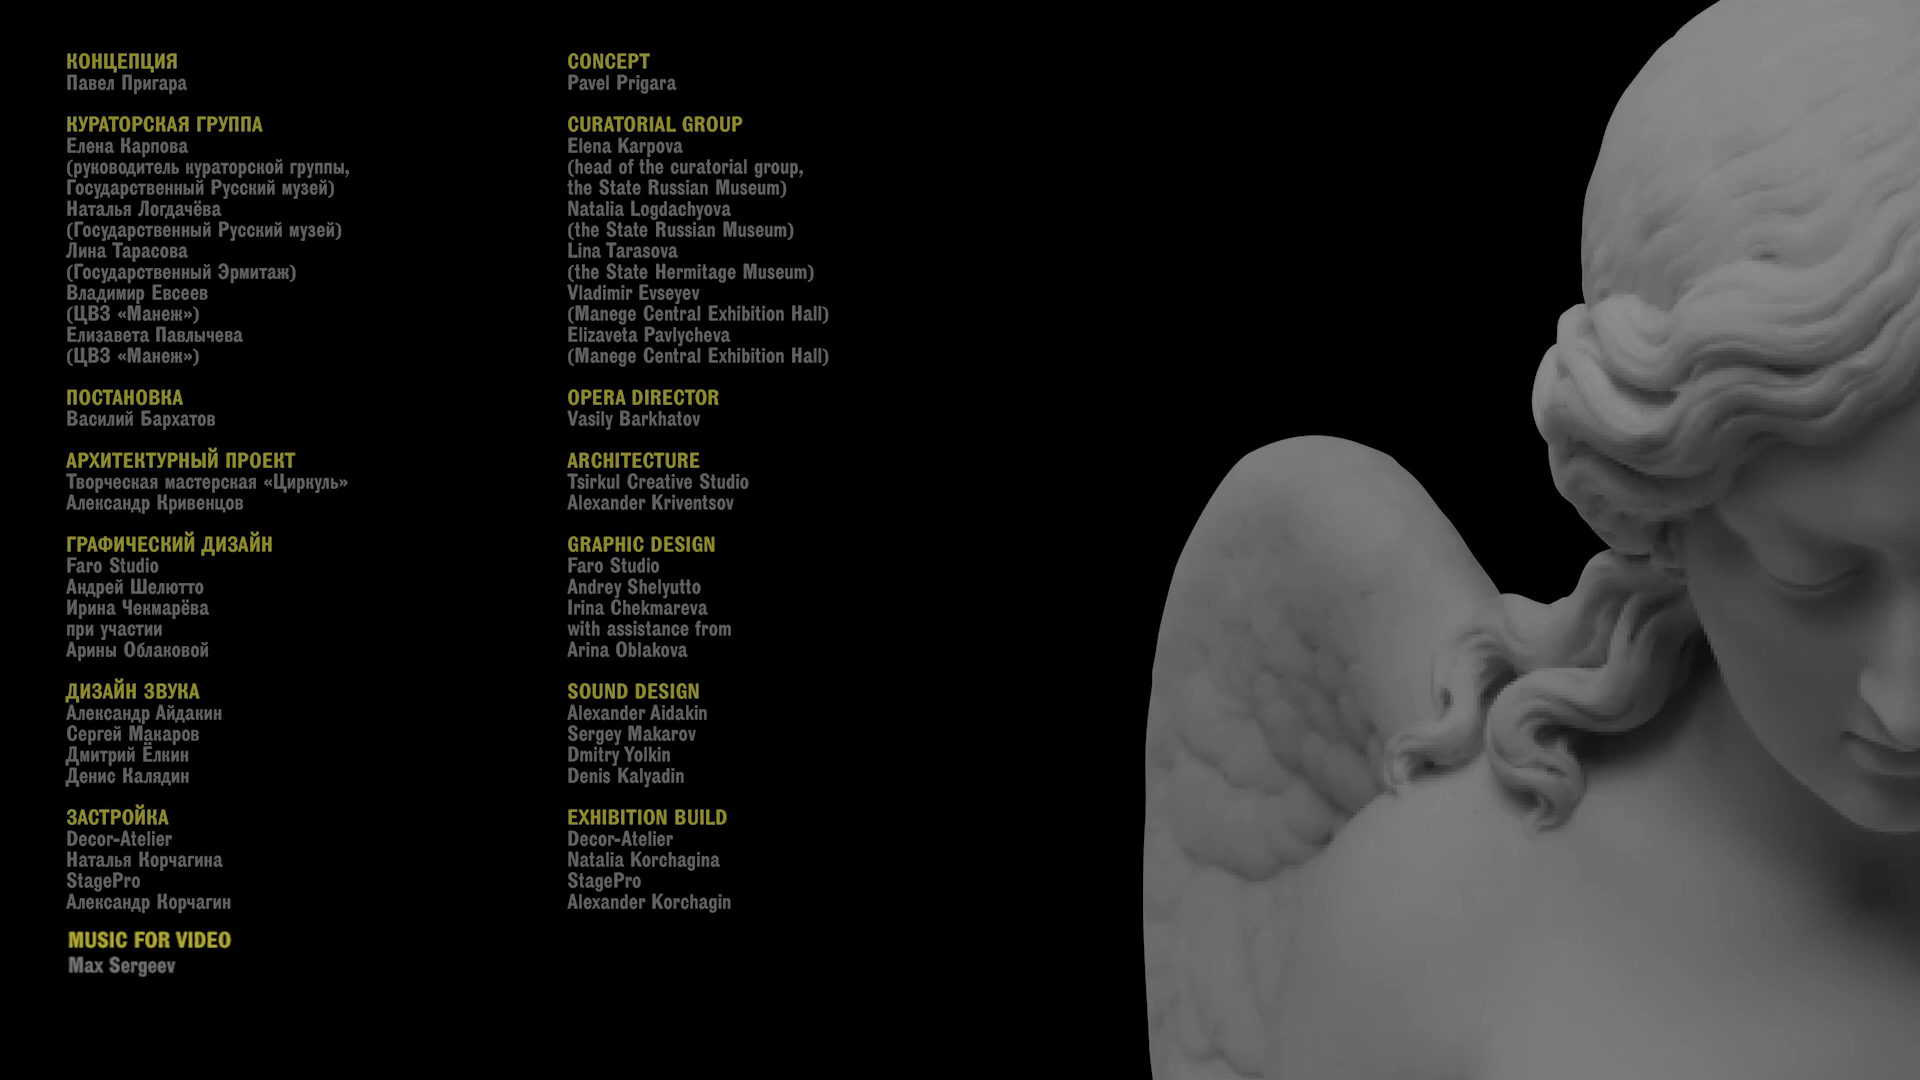 КОНЦЕПЦИЯ
Павел Пригара
КУРАТОРСКАЯ ГРУППА
Елена Карпова
(руководитель кураторской группы,
Государственный Русский музей)
Наталья Логдачёва
(Государственный Русский музей)
Лина Тарасова
(Государственный Эрмитаж)
Владимир Евсеев
(ЦВЗ «Манеж»)
Елизавета Павлычева
(ЦВЗ «Манеж»)
ПОСТАНОВКА
Василий Бархатов
АРХИТЕКТУРНЫЙ ПРОЕКТ
Творческая мастерская «Циркуль»
Александр Кривенцов
ГРАФИЧЕСКИЙ ДИЗАЙН
Faro Studio
Андрей Шелютто
Ирина Чекмарёва
при участии
Арины Облаковой
ДИЗАЙН ЗВУКА
Александр Айдакин
Сергей Макаров
Дмитрий Ёлкин
Денис Калядин
ЗАСТРОЙКА
Decor-Atelier
Наталья Корчагина
StagePro
Александр Корчагин
MUSIC FOR VIDEO
Max Sergeev
CONCEPT
Pavel Prigara
CURATORIAL GROUP
Elena Karpova
(head of the curatorial group,
the State Russian Museum)
Natalia Logdachyova
(the State Russian Museum)
Lina Tarasova
(the State Hermitage Museum)
Vladimir Evseyev
(Manege Central Exhibition Hall)
Elizaveta Pavlycheva
(Manege Central Exhibition Hall)
OPERA DIRECTOR
Vasily Barkhatov
ARCHITECTURE
Tsirkul Creative Studio
Alexander Kriventsov
GRAPHIC DESIGN
Faro Studio
Andrey Shelyutto
Irina Chekmareva
with assistance from
Arina Oblakova
SOUND DESIGN
Alexander Aidakin
Sergey Makarov
Dmitry Yolkin
Denis Kalyadin
EXHIBITION BUILD
Decor-Atelier
Natalia Korchagina
StagePro
Alexander Korchagin